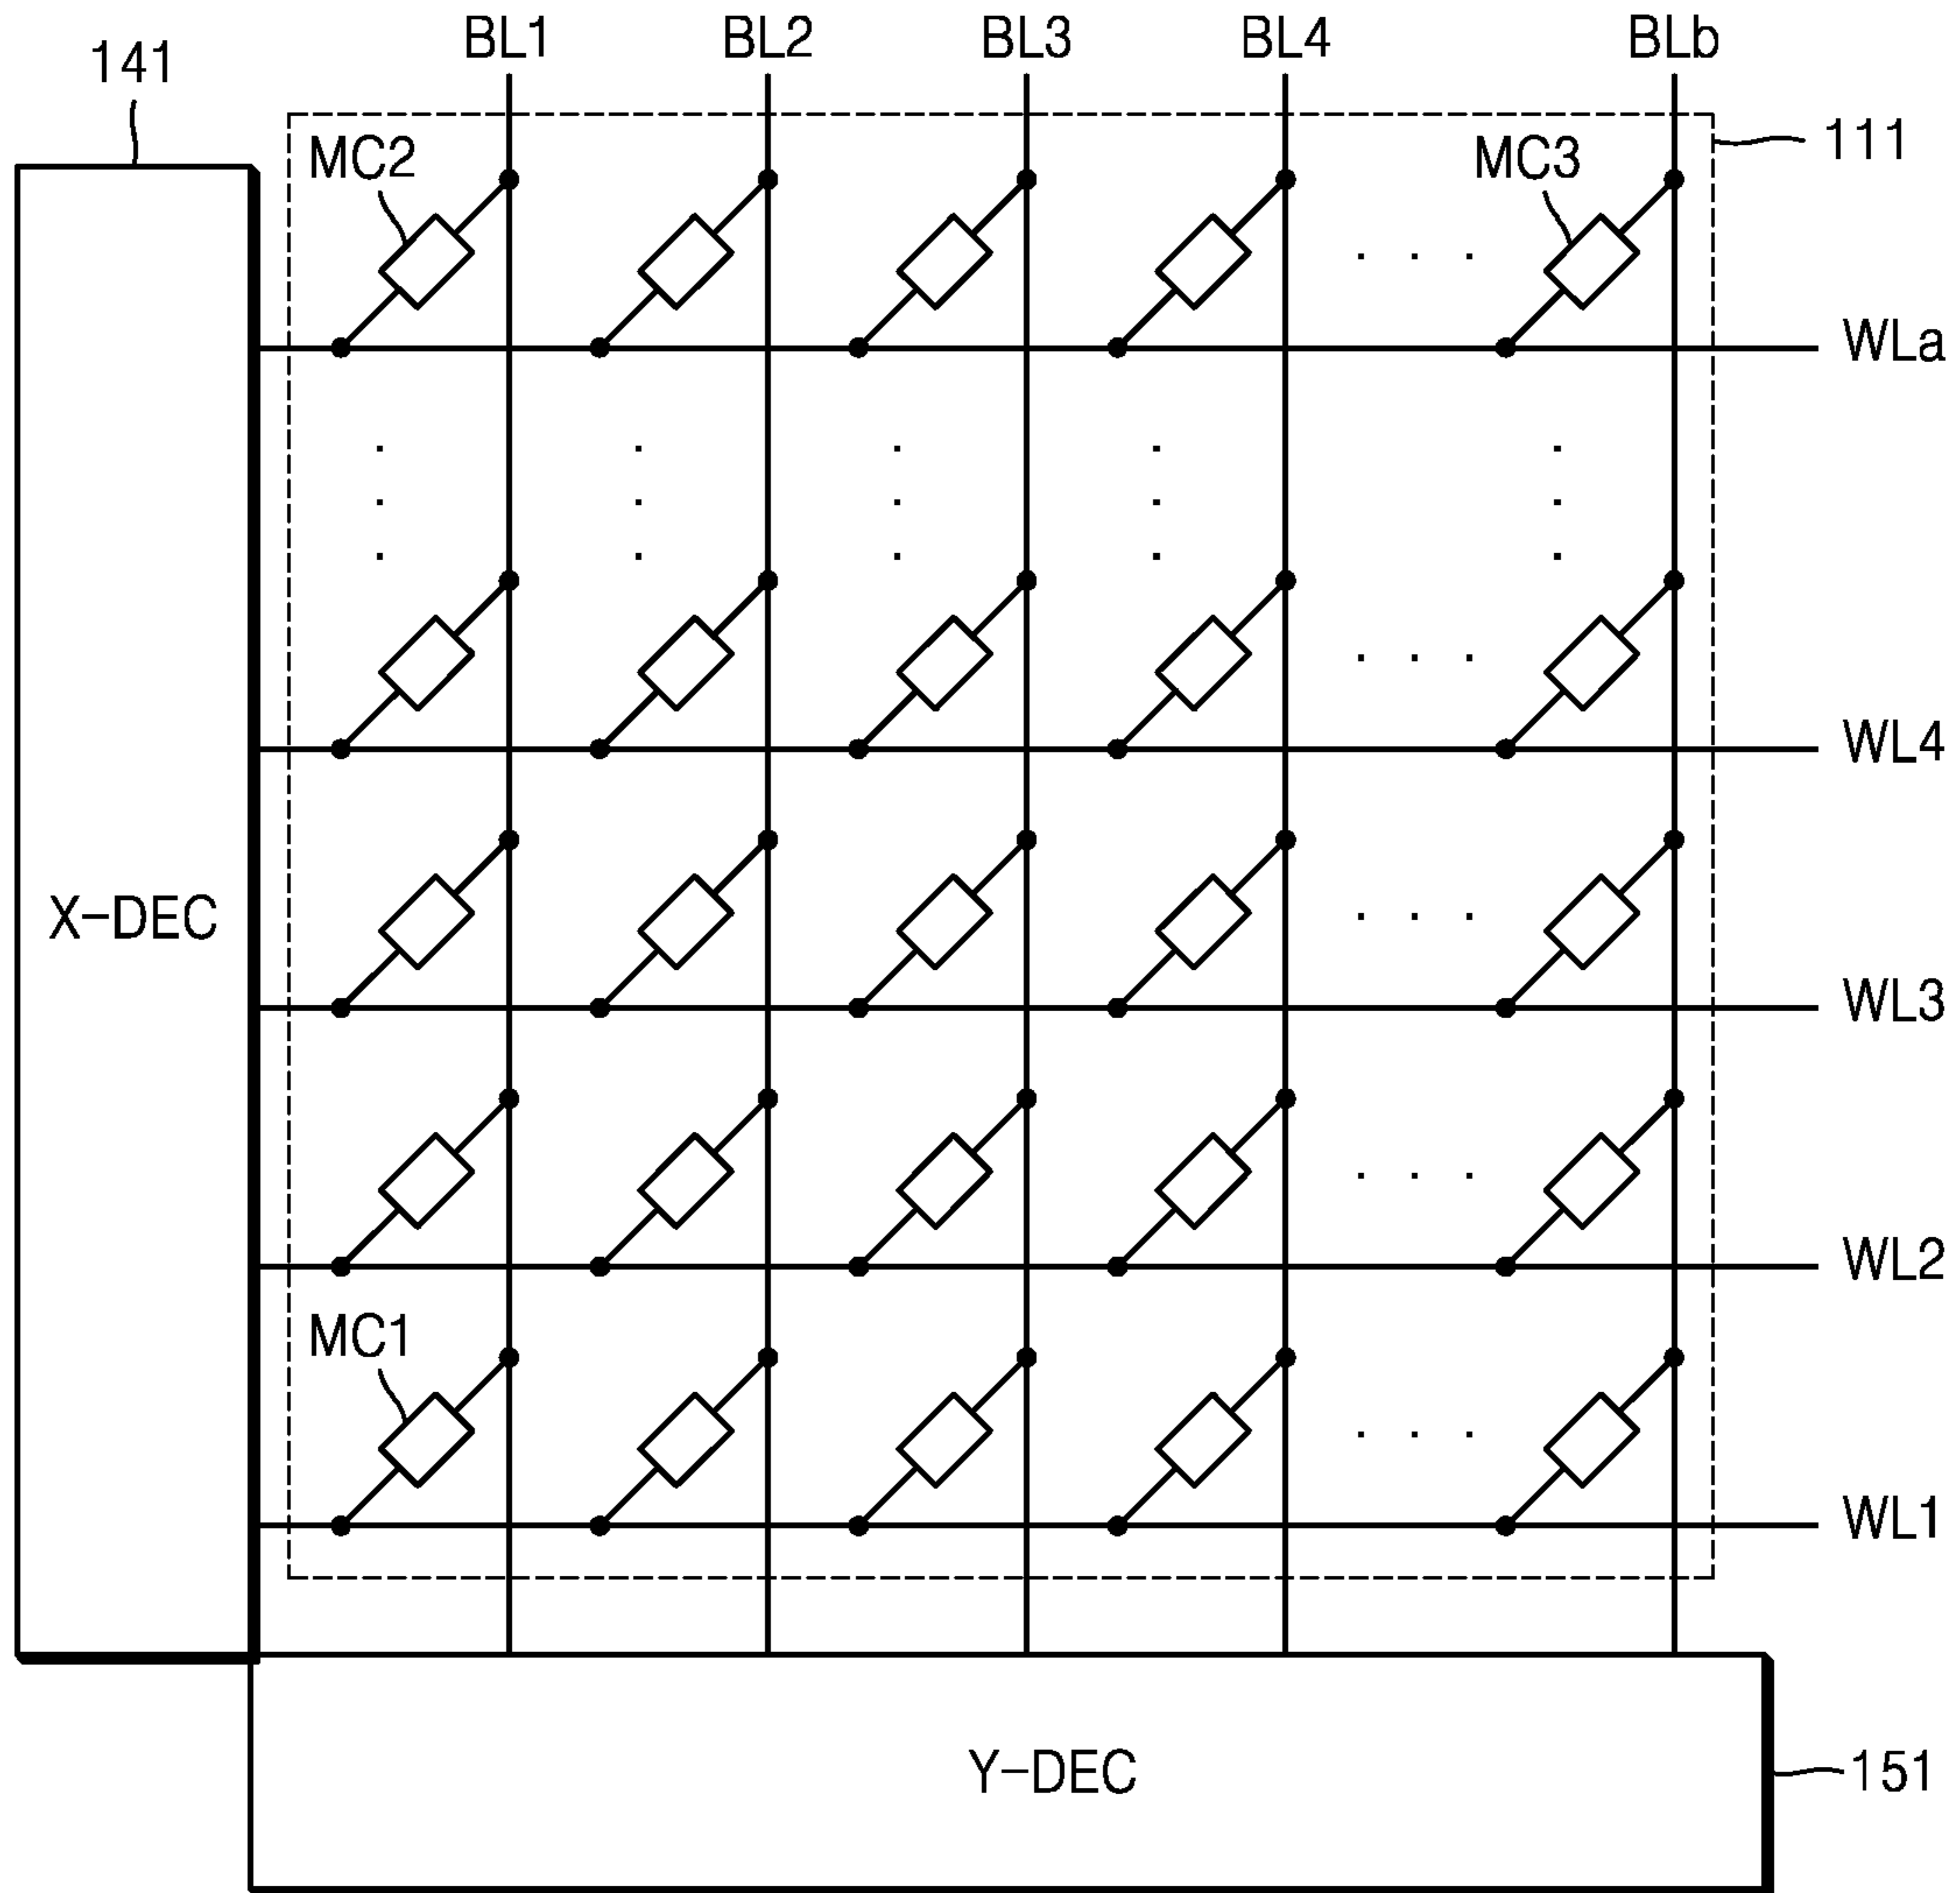 BL1 BL2 BL3 BL4 BLb
141
MC2 MC3 111
WLa
WL4
X-DEC
WL3
WL2
MC1
WL1
Y-DEC 151